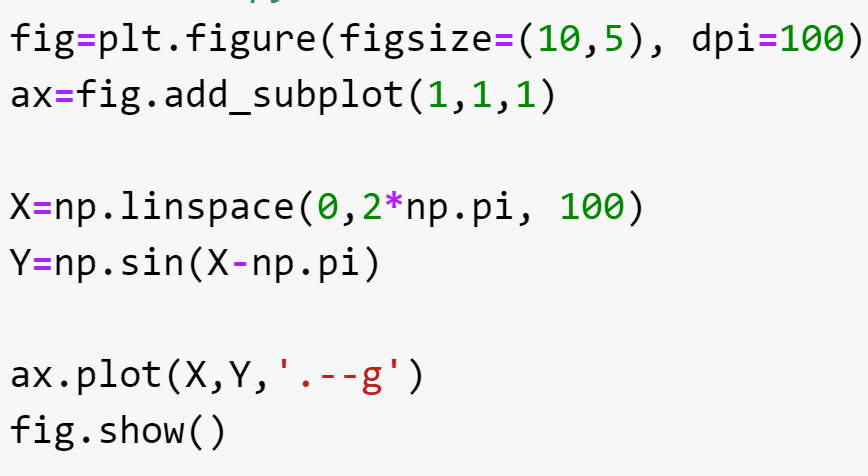 fig=plt.figure(figsize=(10,5), dpi=100)
ax=fig.add_subplot(1,1,1)
X=np.linspace(0,2*np.pi, 100)
Y=np.sin(X-np.pi)
ax.plot(X,Y,'.--g')
fig.show()